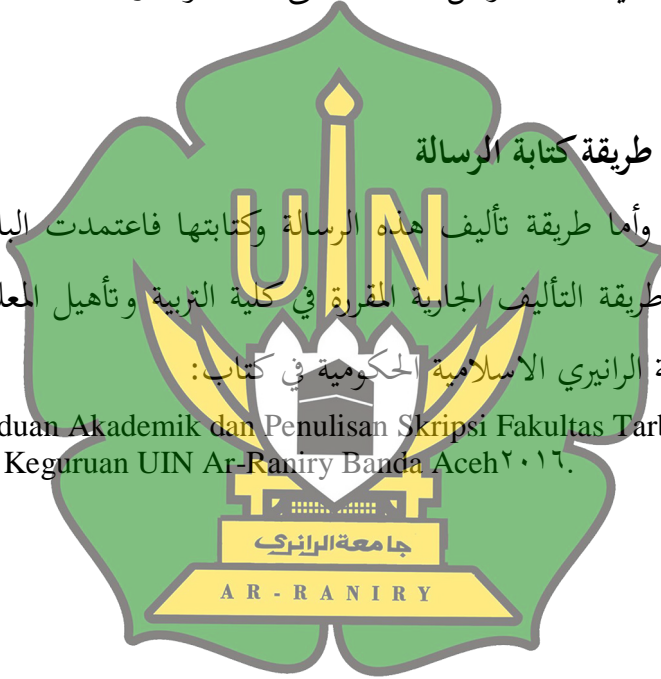 طريقة كتابة الرسالة
وأما طريقة تأليف هذه الرسالة وكتابتها فاعتمدت
طريقة التأليف الجارية المقررة في كلية التربية وتأهيل
الرانيري الاسلامية الحكومية في كتاب:
Akademik dan Penulisan Skripsi Fakultas
Keguruan UIN Ar-Raniry Banda Aceh٢٠١٦.
UIN
جامعة الرانري
AR-RANIRY